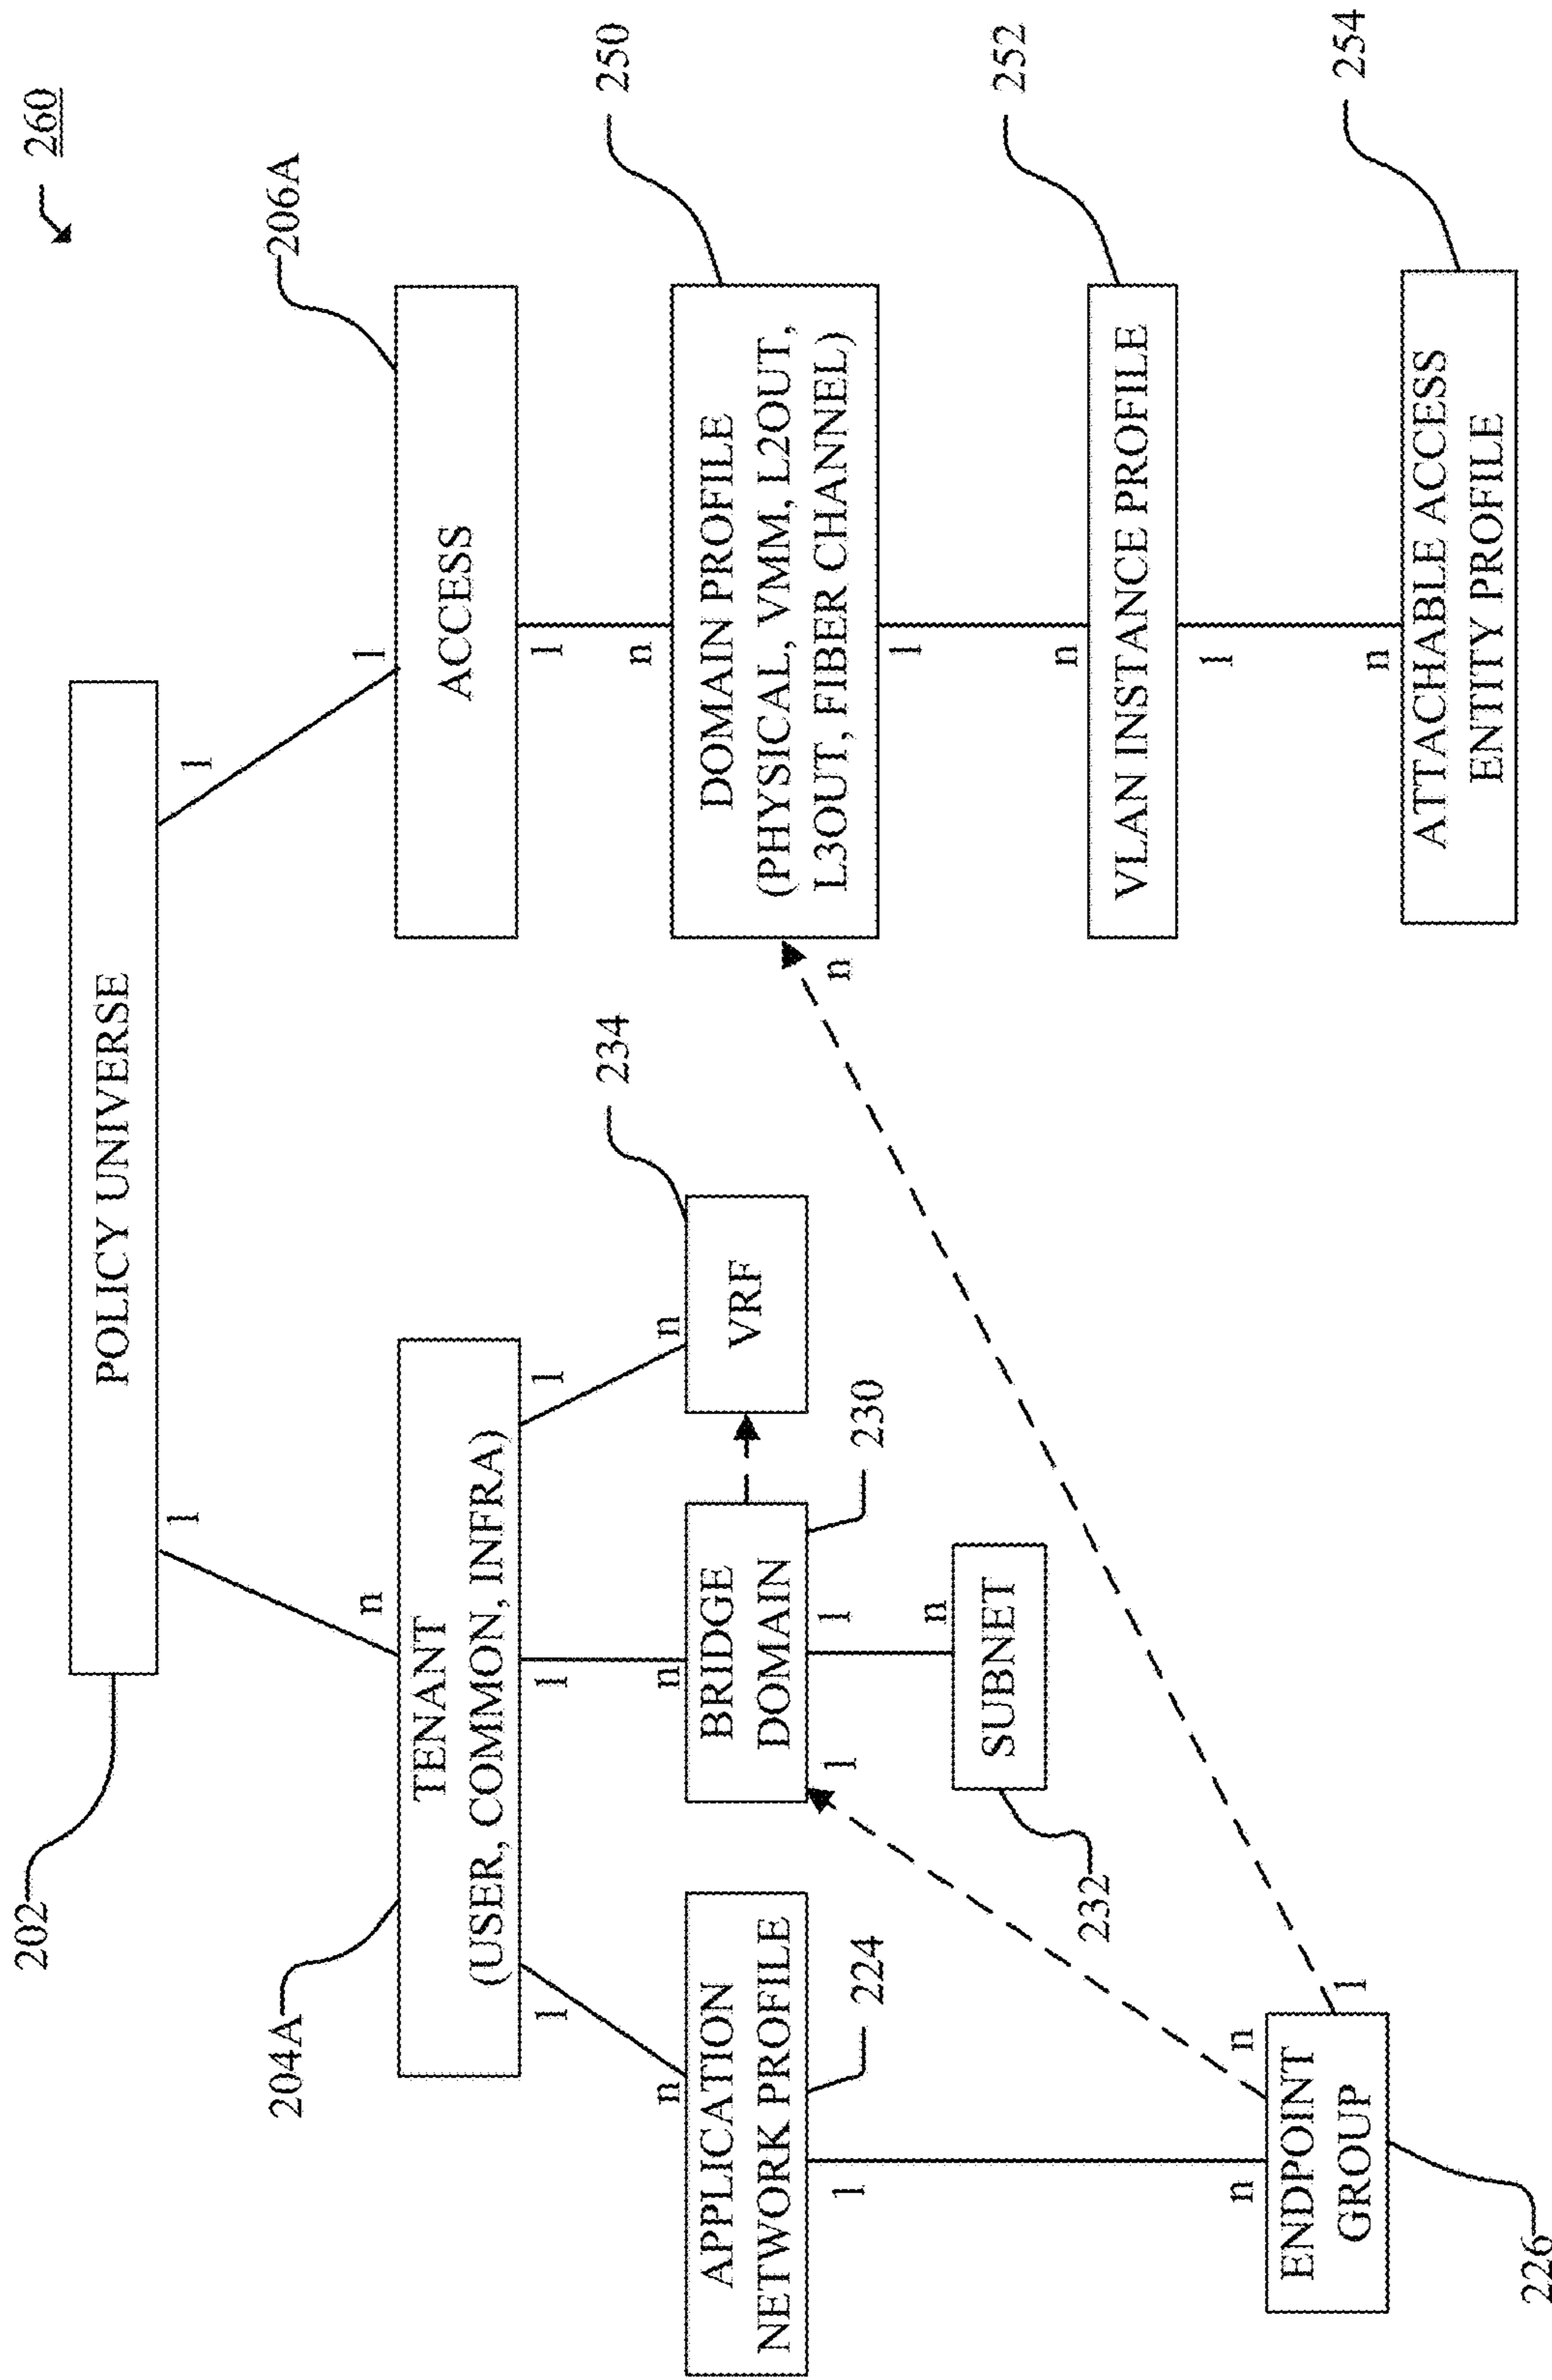 260
POLICY UNIVERSE
202
1
1
n
1
204A
TENANT
(USER, COMMON, INFRA)
206A
ACCESS
1
1
1
1
n
n
n
n
n
APPLICATION
NETWORK PROFILE
224
BRIDGE
DOMAIN
230
VRF
234
DOMAIN PROFILE
(PHYSICAL, VMM, L2OUT,
L3OUT, FIBER CHANNEL)
250
1
1
1
n
1
n
SUBNET
232
n
VLAN INSTANCE PROFILE
252
1
n
n
1
n
ENDPOINT
GROUP
226
ATTACHABLE ACCESS
ENTITY PROFILE
254